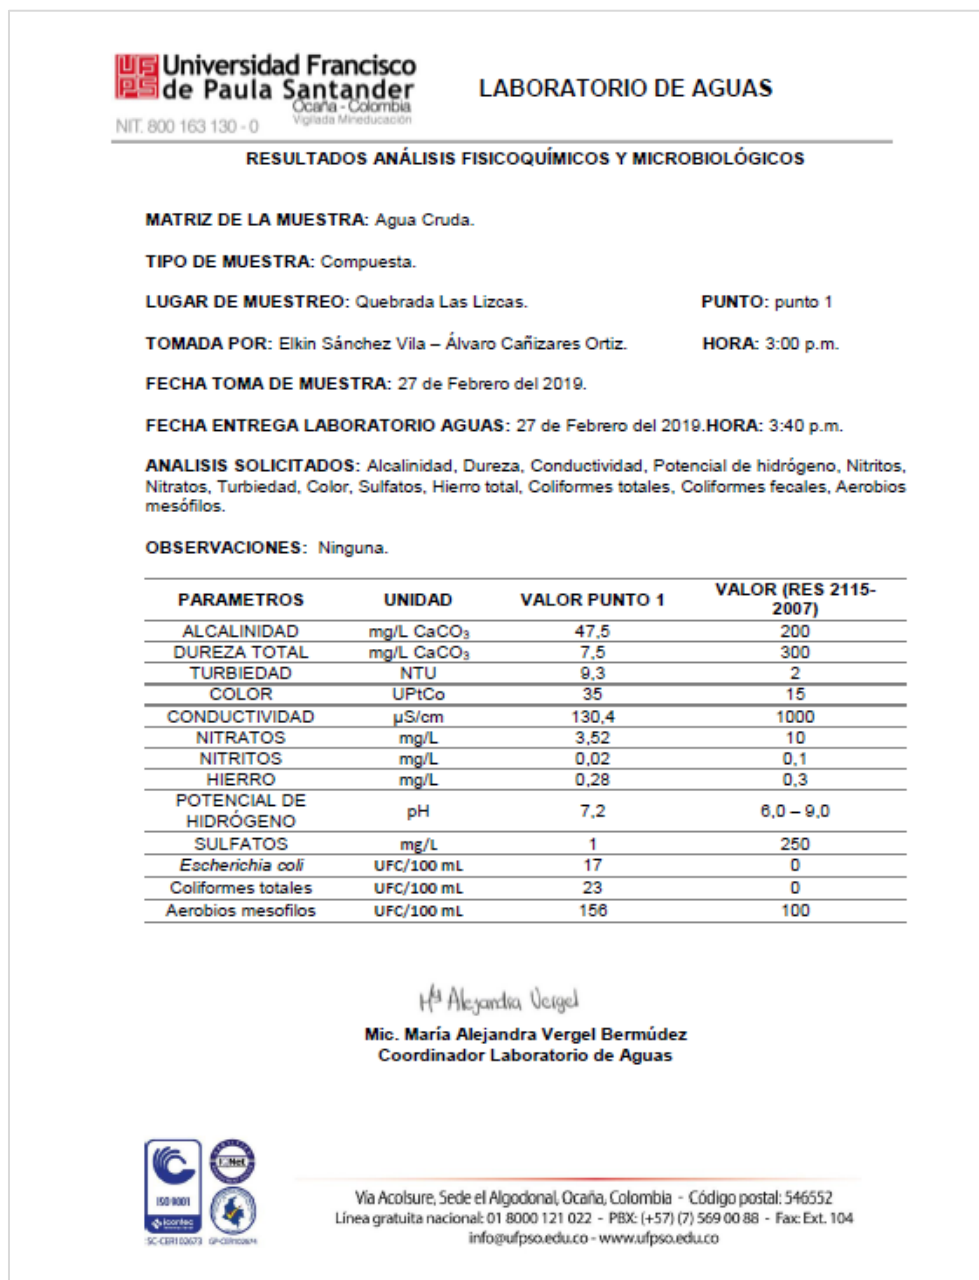 UFPS
Universidad Francisco
de Paula Santander
Ocaña - Colombia
Vigilada Mineducación
NIT. 800 163 130 - 0
LABORATORIO DE AGUAS
RESULTADOS ANÁLISIS FISICOQUÍMICOS Y MICROBIOLÓGICOS
MATRIZ DE LA MUESTRA: Agua Cruda.
TIPO DE MUESTRA: Compuesta.
LUGAR DE MUESTREO: Quebrada Las Lizcas. PUNTO: punto 1
TOMADA POR: Elkin Sánchez Vila – Álvaro Cañizares Ortiz. HORA: 3:00 p.m.
FECHA TOMA DE MUESTRA: 27 de Febrero del 2019.
FECHA ENTREGA LABORATORIO AGUAS: 27 de Febrero del 2019.HORA: 3:40 p.m.
ANALISIS SOLICITADOS: Alcalinidad, Dureza, Conductividad, Potencial de hidrógeno, Nitritos,
Nitratos, Turbiedad, Color, Sulfatos, Hierro total, Coliformes totales, Coliformes fecales, Aerobios
mesófilos.
OBSERVACIONES: Ninguna.
PARAMETROS UNIDAD VALOR PUNTO 1 VALOR (RES 2115-
2007)
ALCALINIDAD mg/L CaCO₃ 47,5 200
DUREZA TOTAL mg/L CaCO₃ 7,5 300
TURBIEDAD NTU 9,3 2
COLOR UPtCo 35 15
CONDUCTIVIDAD µS/cm 130,4 1000
NITRATOS mg/L 3,52 10
NITRITOS mg/L 0,02 0,1
HIERRO mg/L 0,28 0,3
POTENCIAL DE
HIDRÓGENO pH 7,2 6,0 – 9,0
SULFATOS mg/L 1 250
Escherichia coli UFC/100 mL 17 0
Coliformes totales UFC/100 mL 23 0
Aerobios mesofilos UFC/100 mL 156 100
Mª Alejandra Vergel
Mic. María Alejandra Vergel Bermúdez
Coordinador Laboratorio de Aguas
ISO 9001
icontec
IQNet
SC-CER102673
Vía Acolsure, Sede el Algodonal, Ocaña, Colombia - Código postal: 546552
Línea gratuita nacional: 01 8000 121 022 - PBX: (+57) (7) 569 00 88 - Fax: Ext. 104
info@ufpso.edu.co - www.ufpso.edu.co